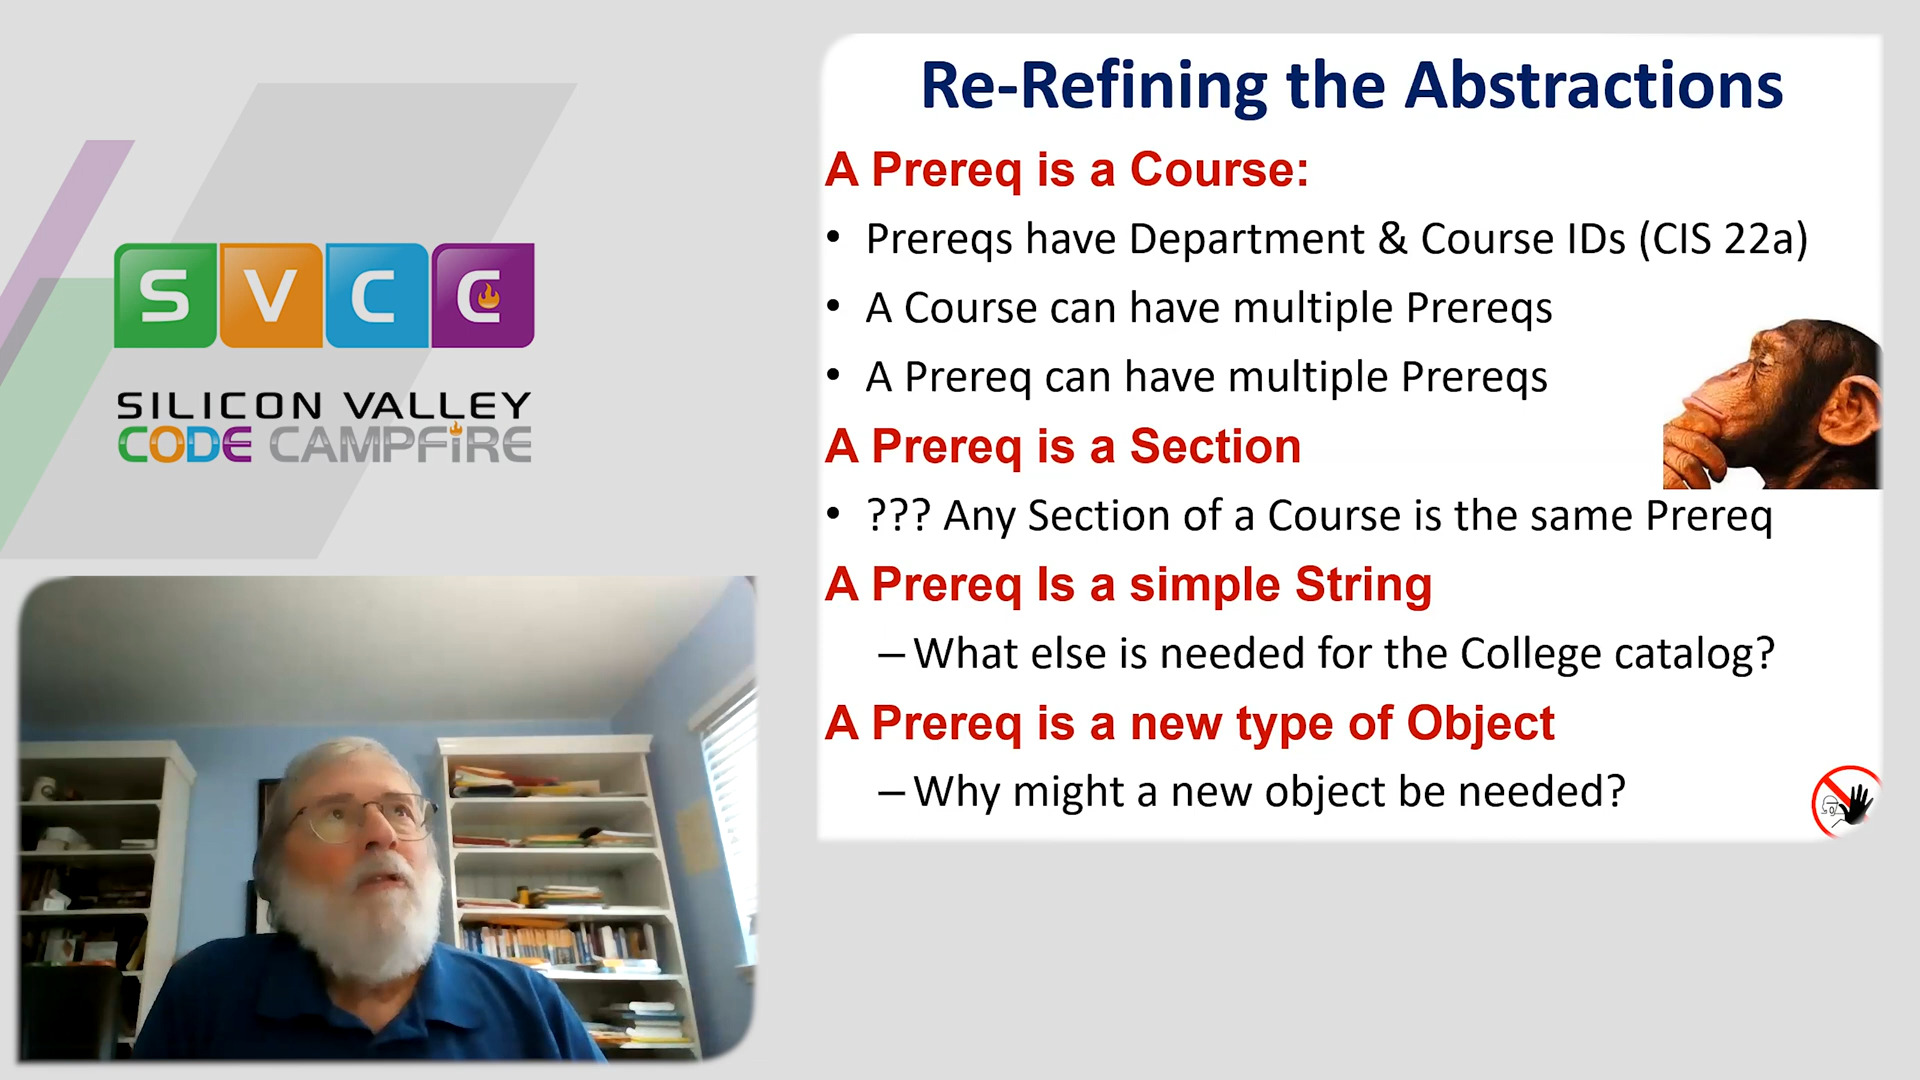 SVCC
SILICON VALLEY
CODE CAMPFIRE
Re-Refining the Abstractions
A Prereq is a Course:
• Prereqs have Department & Course IDs (CIS 22a)
• A Course can have multiple Prereqs
• A Prereq can have multiple Prereqs
A Prereq is a Section
• ??? Any Section of a Course is the same Prereq
A Prereq Is a simple String
– What else is needed for the College catalog?
A Prereq is a new type of Object
– Why might a new object be needed?